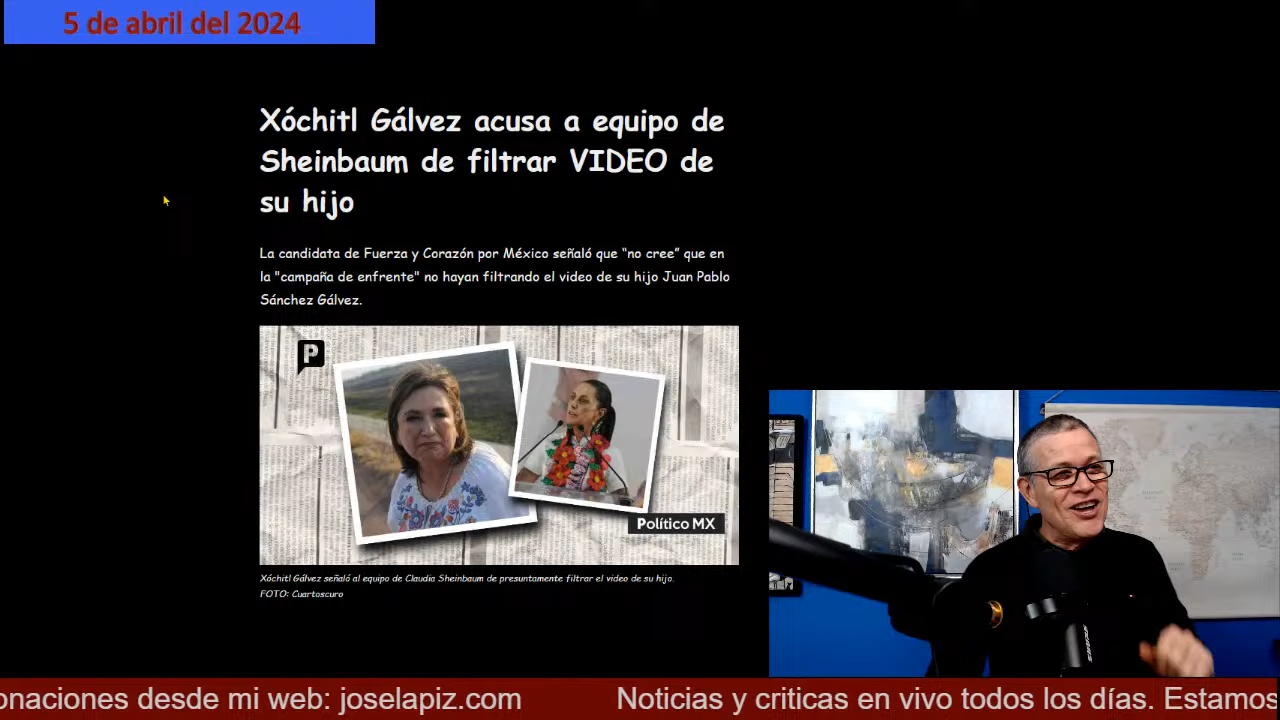 5 de abril del 2024
Xóchitl Gálvez acusa a equipo de
Sheinbaum de filtrar VIDEO de
su hijo
La candidata de Fuerza y Corazón por México señaló que “no cree” que en
la "campaña de enfrente" no hayan filtrando el video de su hijo Juan Pablo
Sánchez Gálvez.
P
Político MX
Xóchitl Gálvez señaló al equipo de Claudia Sheinbaum de presuntamente filtrar el video de su hijo.
FOTO: Cuartoscuro
onaciones desde mi web: joselapiz.com Noticias y criticas en vivo todos los días. Estamos